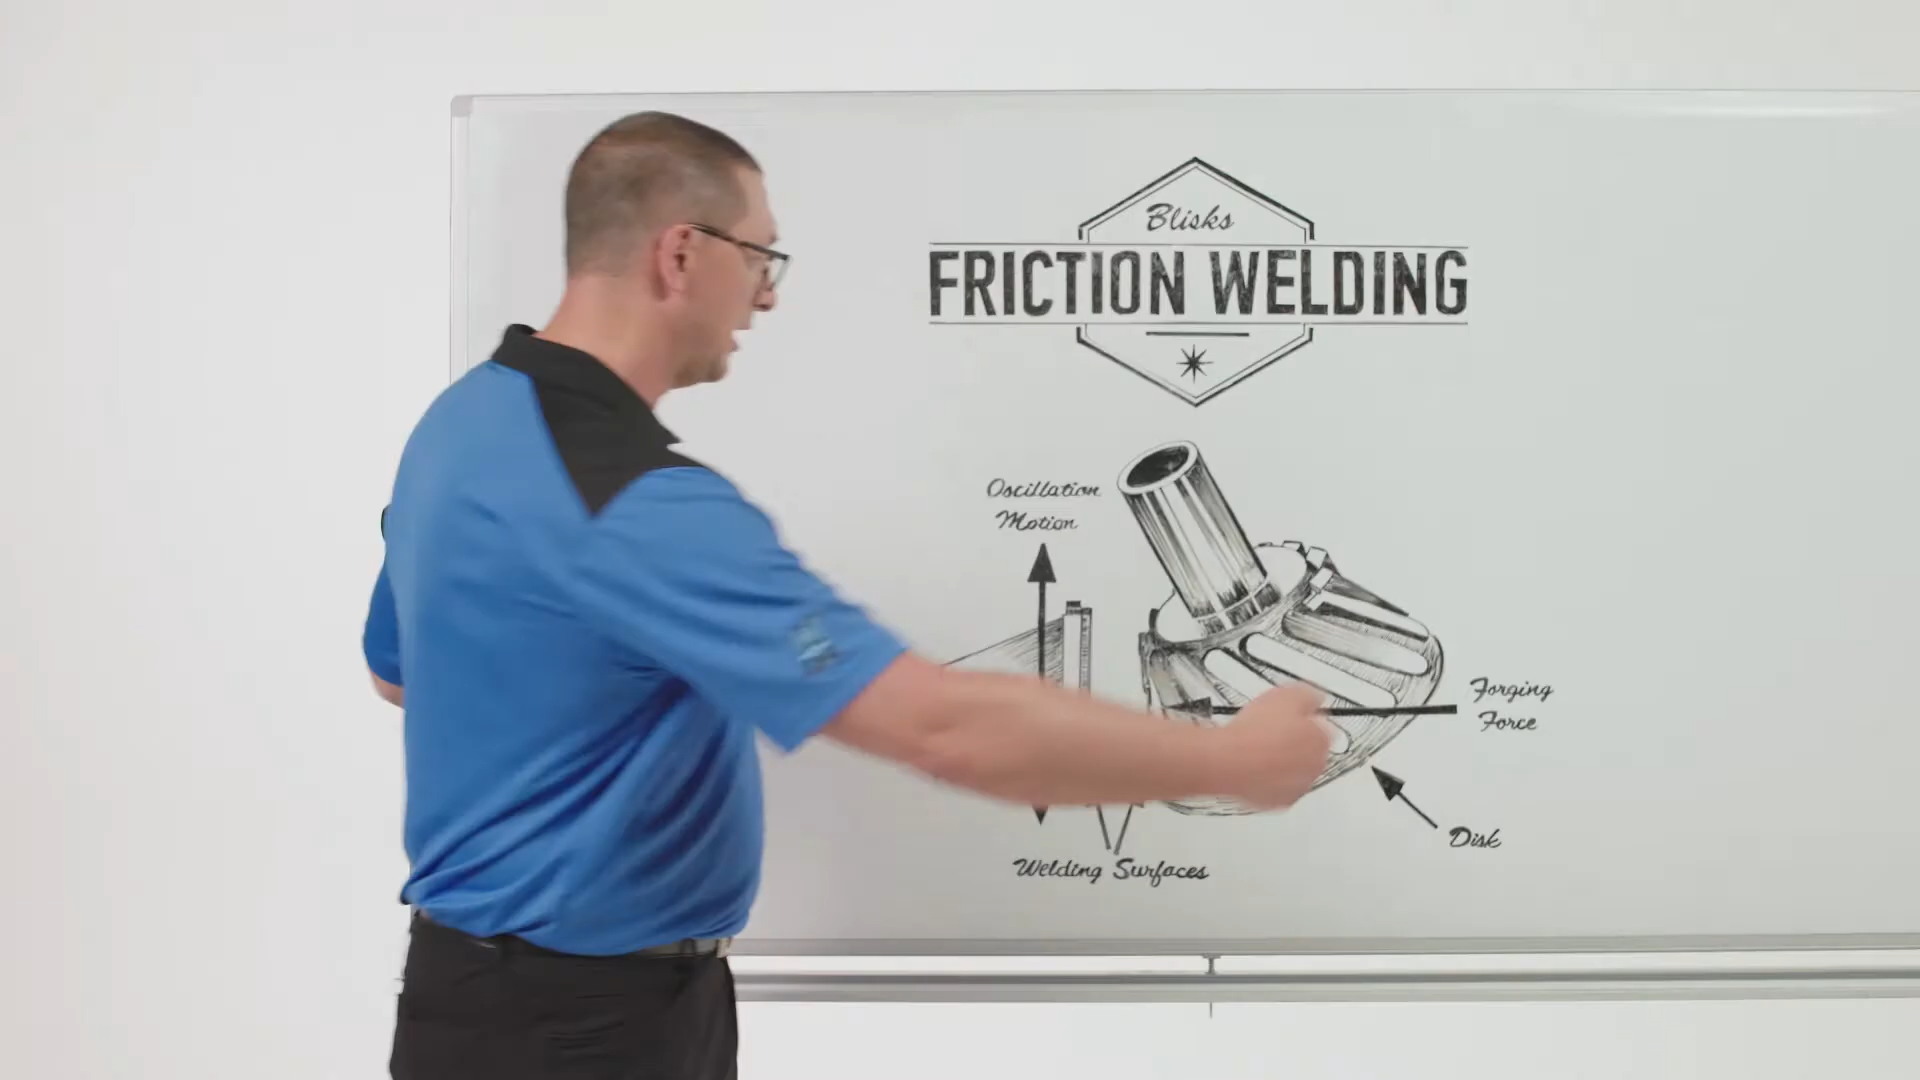 Blisks
FRICTION WELDING
Oscillation
Motion
Forging
Force
Disk
Welding Surfaces